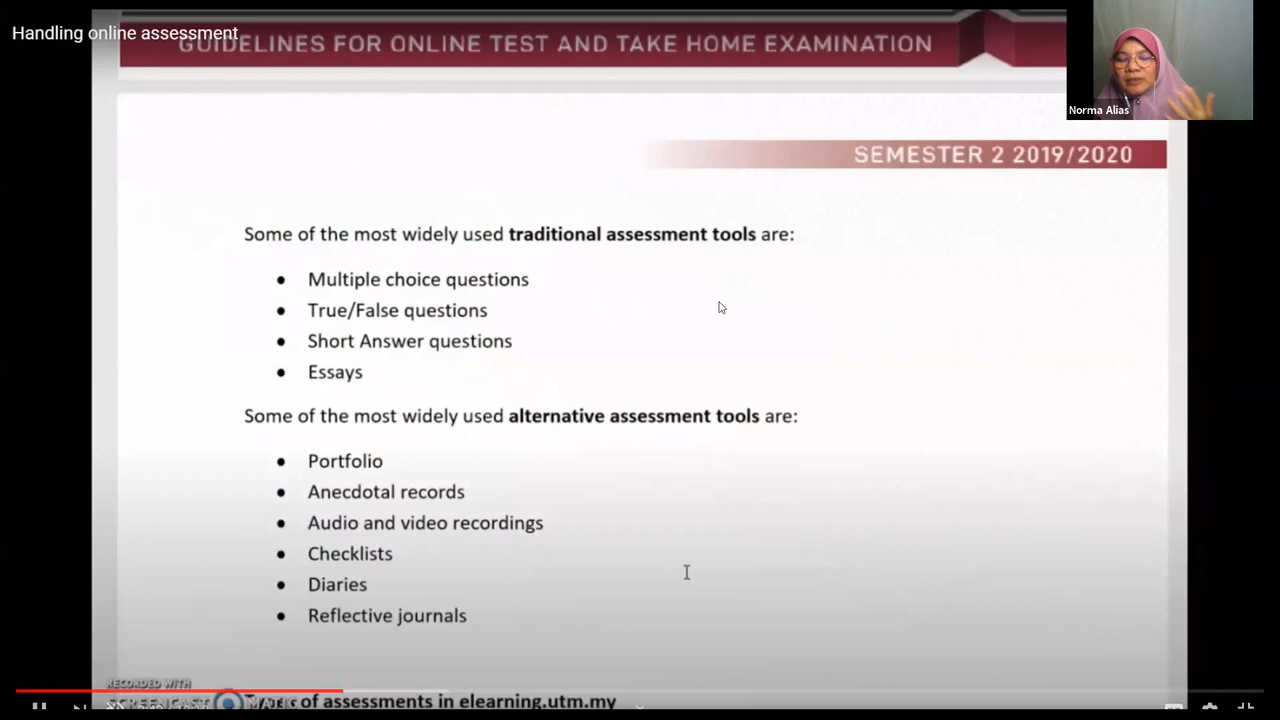 Handling online assessment
GUIDELINES FOR ONLINE TEST AND TAKE HOME EXAMINATION
Norma Alias
SEMESTER 2 2019/2020
Some of the most widely used traditional assessment tools are:
• Multiple choice questions
• True/False questions
• Short Answer questions
• Essays
Some of the most widely used alternative assessment tools are:
• Portfolio
• Anecdotal records
• Audio and video recordings
• Checklists
• Diaries
• Reflective journals
RECORDED WITH
SCREENCAST
of assessments in elearning.utm.my